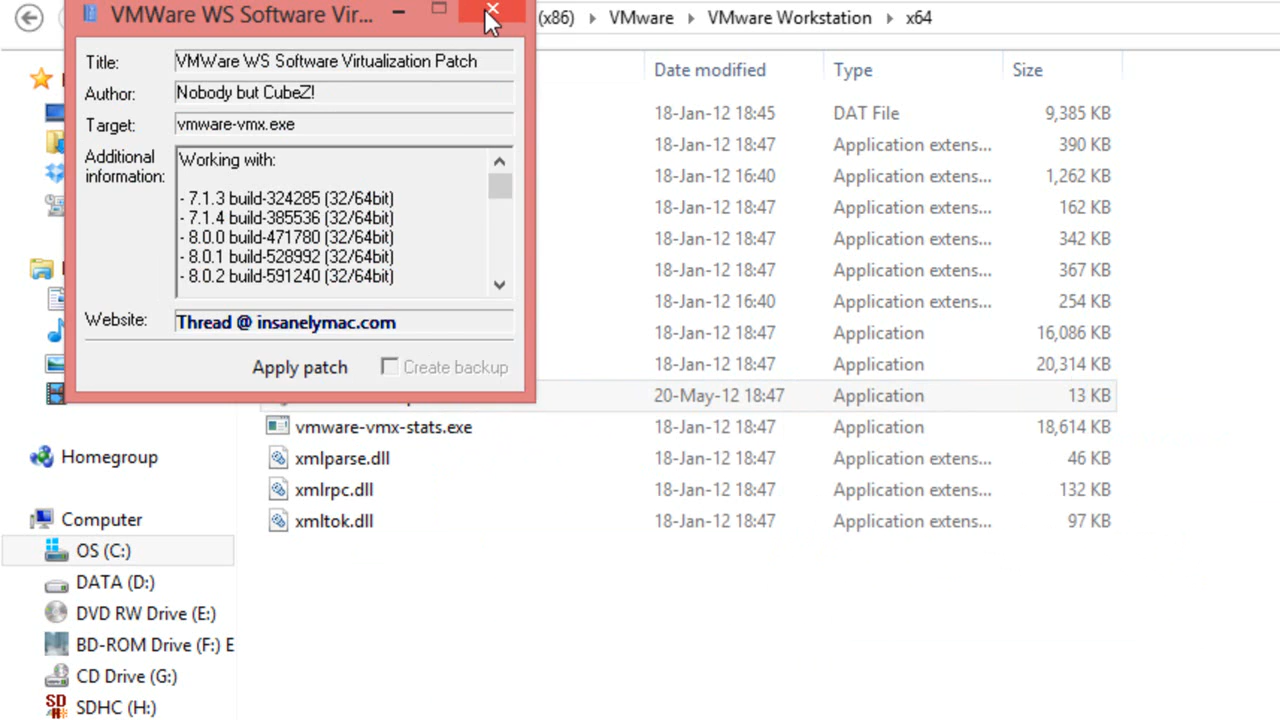 VMWare WS Software Vir...
(x86) VMware VMware Workstation x64
Title: VMWare WS Software Virtualization Patch
Author: Nobody but CubeZ!
Target: vmware-vmx.exe
Additional information:
Working with:
- 7.1.3 build-324285 (32/64bit)
- 7.1.4 build-385536 (32/64bit)
- 8.0.0 build-471780 (32/64bit)
- 8.0.1 build-528992 (32/64bit)
- 8.0.2 build-591240 (32/64bit)
Website: Thread @ insanelymac.com
Apply patch Create backup
Date modified Type Size
18-Jan-12 18:45 DAT File 9,385 KB
18-Jan-12 18:47 Application extens... 390 KB
18-Jan-12 16:40 Application extens... 1,262 KB
18-Jan-12 18:47 Application extens... 162 KB
18-Jan-12 18:47 Application extens... 342 KB
18-Jan-12 18:47 Application extens... 367 KB
18-Jan-12 16:40 Application extens... 254 KB
18-Jan-12 18:47 Application 16,086 KB
18-Jan-12 18:47 Application 20,314 KB
20-May-12 18:47 Application 13 KB
vmware-vmx-stats.exe 18-Jan-12 18:47 Application 18,614 KB
xmlparse.dll 18-Jan-12 18:47 Application extens... 46 KB
xmlrpc.dll 18-Jan-12 18:47 Application extens... 132 KB
xmltok.dll 18-Jan-12 18:47 Application extens... 97 KB
Homegroup
Computer
OS (C:)
DATA (D:)
DVD RW Drive (E:)
BD-ROM Drive (F:) E
CD Drive (G:)
SDHC (H:)